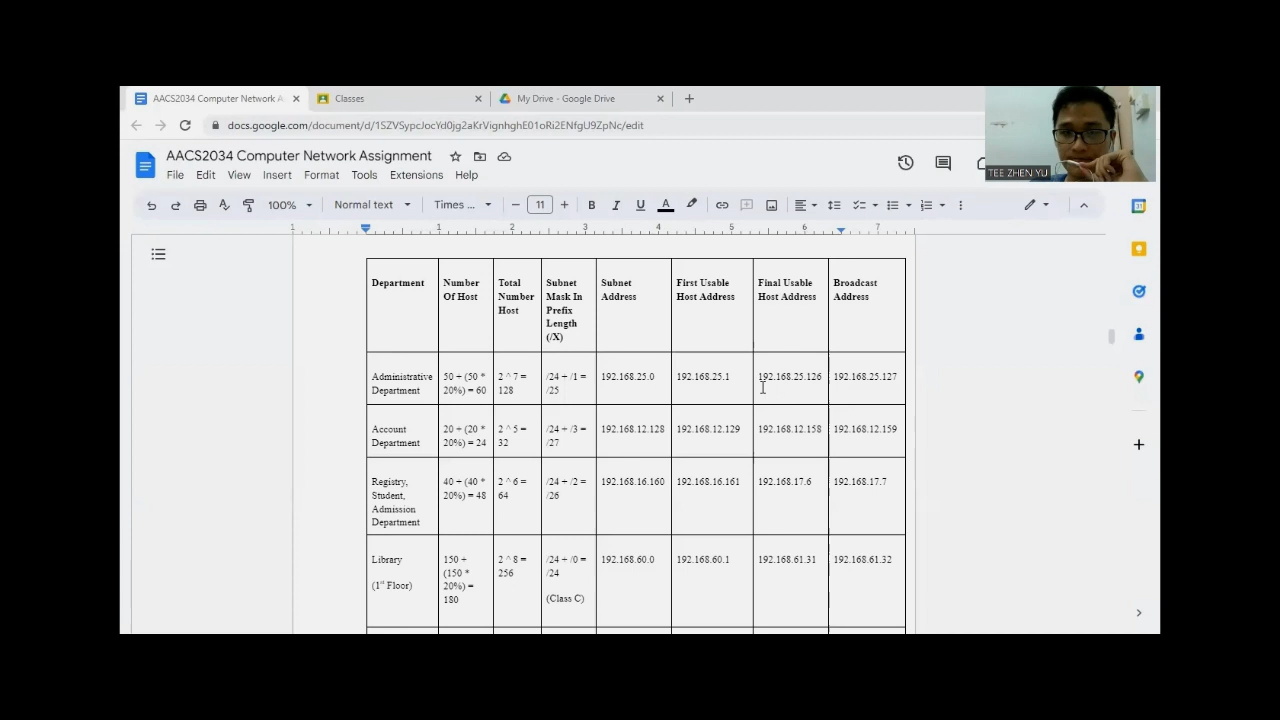 AACS2034 Computer Network A
Classes
My Drive - Google Drive
docs.google.com/document/d/1SZVSypcJocYd0jg2aKrVignhghE01oRi2ENfgU9ZpNc/edit
AACS2034 Computer Network Assignment
File Edit View Insert Format Tools Extensions Help
TEE ZHEN YU
100% Normal text Times ... 11 B I U A
1 1 2 3 4 5 6 7
Department
Number Of Host
Total Number Host
Subnet Mask In Prefix Length (/X)
Subnet Address
First Usable Host Address
Final Usable Host Address
Broadcast Address
Administrative Department
50 + (50 * 20%) = 60
2 ^ 7 = 128
/24 + /1 = /25
192.168.25.0
192.168.25.1
192.168.25.126
192.168.25.127
Account Department
20 + (20 * 20%) = 24
2 ^ 5 = 32
/24 + /3 = /27
192.168.12.128
192.168.12.129
192.168.12.158
192.168.12.159
Registry, Student, Admission Department
40 + (40 * 20%) = 48
2 ^ 6 = 64
/24 + /2 = /26
192.168.16.160
192.168.16.161
192.168.17.6
192.168.17.7
Library
(1st Floor)
150 + (150 * 20%) = 180
2 ^ 8 = 256
/24 + /0 = /24
(Class C)
192.168.60.0
192.168.60.1
192.168.61.31
192.168.61.32